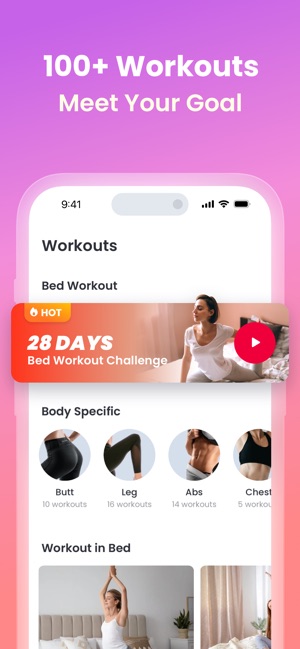 100+ Workouts
Meet Your Goal
9:41
Workouts
Bed Workout
HOT
28 DAYS
Bed Workout Challenge
Body Specific
Butt
Leg
Abs
Chest
10 workouts
16 workouts
14 workouts
5 workou
Workout in Bed